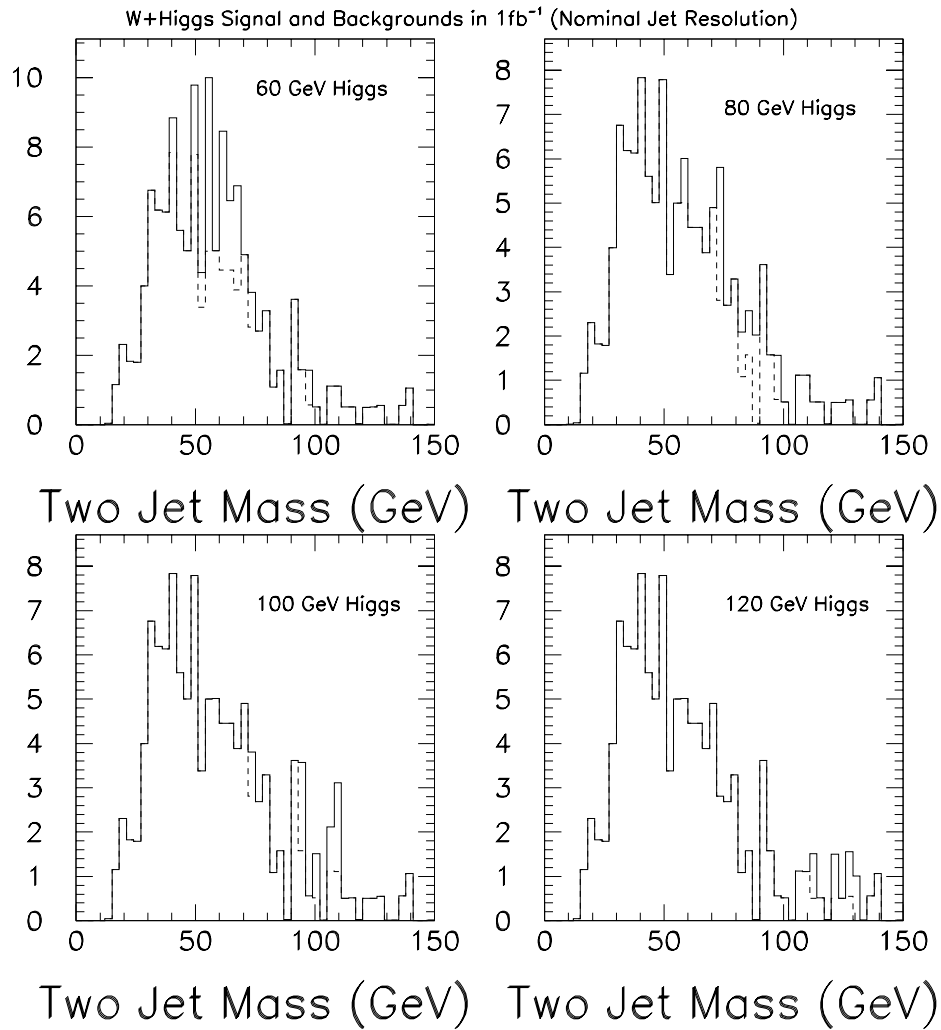 W+Higgs Signal and Backgrounds in 1fb⁻¹ (Nominal Jet Resolution)
60 GeV Higgs
10
8
6
4
2
0
0 50 100 150
Two Jet Mass (GeV)
80 GeV Higgs
8
7
6
5
4
3
2
1
0
0 50 100 150
Two Jet Mass (GeV)
100 GeV Higgs
8
7
6
5
4
3
2
1
0
0 50 100 150
Two Jet Mass (GeV)
120 GeV Higgs
8
7
6
5
4
3
2
1
0
0 50 100 150
Two Jet Mass (GeV)